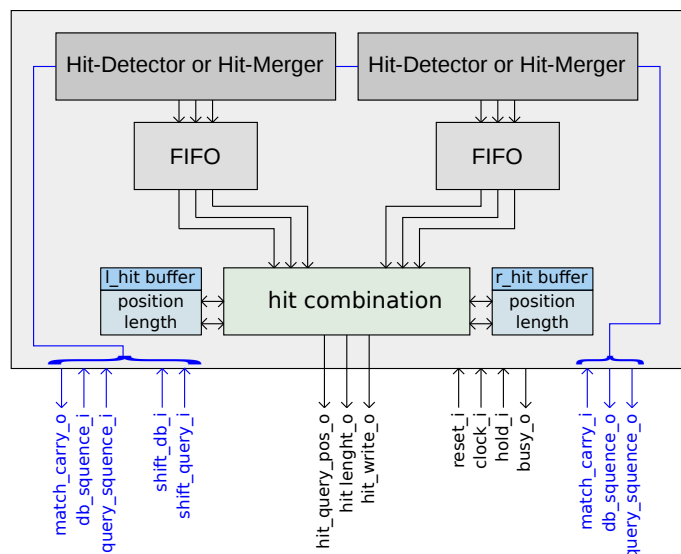 Hit-Detector or Hit-Merger
Hit-Detector or Hit-Merger
FIFO
FIFO
l_hit buffer
position
length
hit combination
r_hit buffer
position
length
match_carry_o
db_squence_i
query_squence_i
shift_db_i
shift_query_i
hit_query_pos_o
hit lenght_o
hit_write_o
reset_i
clock_i
hold_i
busy_o
match_carry_i
db_squence_o
query_squence_o